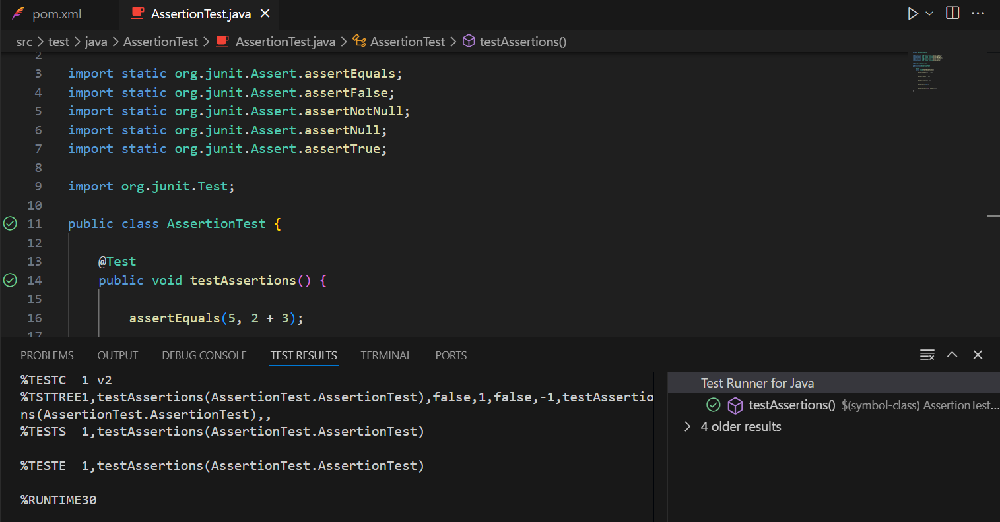 pom.xml
AssertionTest.java
src > test > java > AssertionTest > AssertionTest.java > AssertionTest > testAssertions()
2
3 import static org.junit.Assert.assertEquals;
4 import static org.junit.Assert.assertFalse;
5 import static org.junit.Assert.assertNotNull;
6 import static org.junit.Assert.assertNull;
7 import static org.junit.Assert.assertTrue;
8
9 import org.junit.Test;
10
11 public class AssertionTest {
12
13 @Test
14 public void testAssertions() {
15
16 assertEquals(5, 2 + 3);
17
PROBLEMS OUTPUT DEBUG CONSOLE TEST RESULTS TERMINAL PORTS
%TESTC 1 v2
%TSTTREE1,testAssertions(AssertionTest.AssertionTest),false,1,false,-1,testAssertio
ns(AssertionTest.AssertionTest),,
%TESTS 1,testAssertions(AssertionTest.AssertionTest)
%TESTE 1,testAssertions(AssertionTest.AssertionTest)
%RUNTIME30
Test Runner for Java
testAssertions() $(symbol-class) AssertionTest...
4 older results